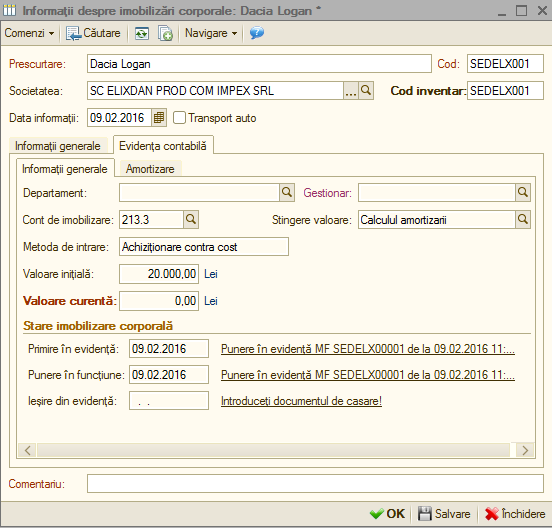 Informații despre imobilizări corporale: Dacia Logan *
Comenzi Căutare Navigare
Prescurtare: Dacia Logan Cod: SEDELX001
Societatea: SC ELIXDAN PROD COM IMPEX SRL ... Cod inventar: SEDELX001
Data informații: 09.02.2016 Transport auto
Informații generale Evidența contabilă
Informații generale Amortizare
Departament: Gestionar:
Cont de imobilizare: 213.3 Stingere valoare: Calculul amortizarii
Metoda de intrare: Achiziționare contra cost
Valoare inițială: 20.000,00 Lei
Valoare curentă: 0,00 Lei
Stare imobilizare corporală
Primire în evidență: 09.02.2016 Punere în evidență MF SEDELX00001 de la 09.02.2016 11:...
Punere în funcțiune: 09.02.2016 Punere în evidență MF SEDELX00001 de la 09.02.2016 11:...
Ieșire din evidență: . . Introduceți documentul de casare!
Comentariu:
OK Salvare Închidere